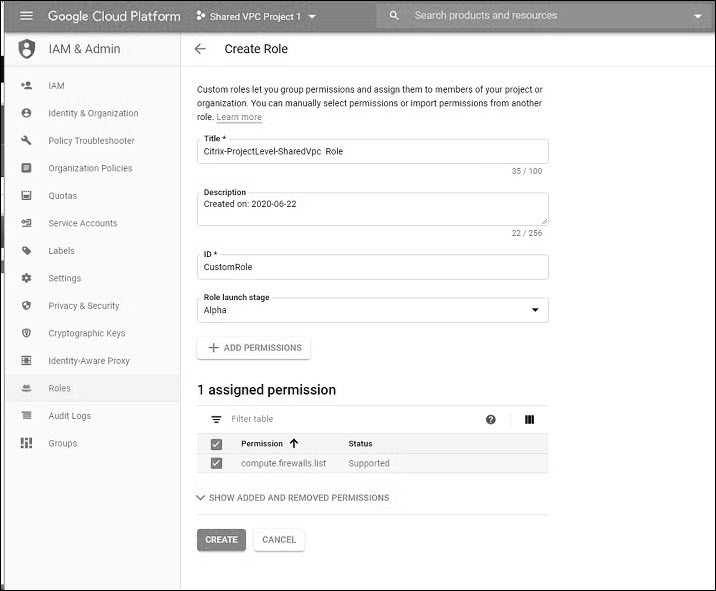 Google Cloud Platform
Shared VPC Project 1
Search products and resources
IAM & Admin
Create Role
IAM
Identity & Organization
Policy Troubleshooter
Organization Policies
Quotas
Service Accounts
Labels
Settings
Privacy & Security
Cryptographic Keys
Identity-Aware Proxy
Roles
Audit Logs
Groups
Custom roles let you group permissions and assign them to members of your project or
organization. You can manually select permissions or import permissions from another
role. Learn more
Title *
Citrix-ProjectLevel-SharedVpc Role
35 / 100
Description
Created on: 2020-06-22
22 / 256
ID *
CustomRole
Role launch stage
Alpha
ADD PERMISSIONS
1 assigned permission
Filter table
Permission Status
compute.firewalls.list Supported
SHOW ADDED AND REMOVED PERMISSIONS
CREATE CANCEL